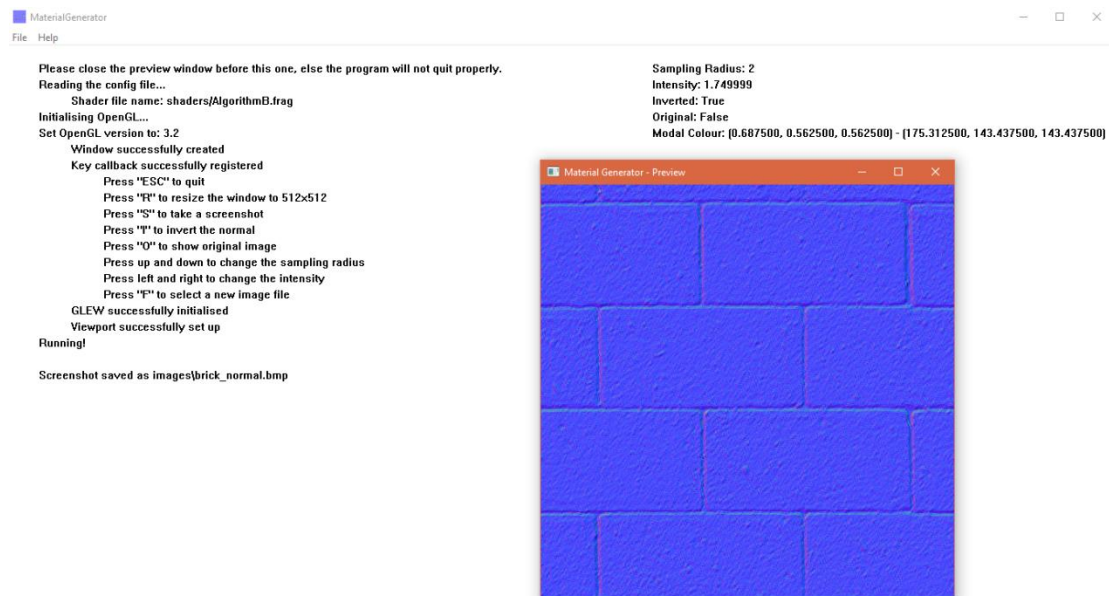 MaterialGenerator
File Help
Please close the preview window before this one, else the program will not quit properly.
Reading the config file...
Shader file name: shaders/AlgorithmB.frag
Initialising OpenGL...
Set OpenGL version to: 3.2
Window successfully created
Key callback successfully registered
Press "ESC" to quit
Press "R" to resize the window to 512x512
Press "S" to take a screenshot
Press "I" to invert the normal
Press "O" to show original image
Press up and down to change the sampling radius
Press left and right to change the intensity
Press "F" to select a new image file
GLEW successfully initialised
Viewport successfully set up
Running!
Screenshot saved as images\brick_normal.bmp
Sampling Radius: 2
Intensity: 1.749999
Inverted: True
Original: False
Modal Colour: (0.687500, 0.562500, 0.562500) - (175.312500, 143.437500, 143.437500)
Material Generator - Preview